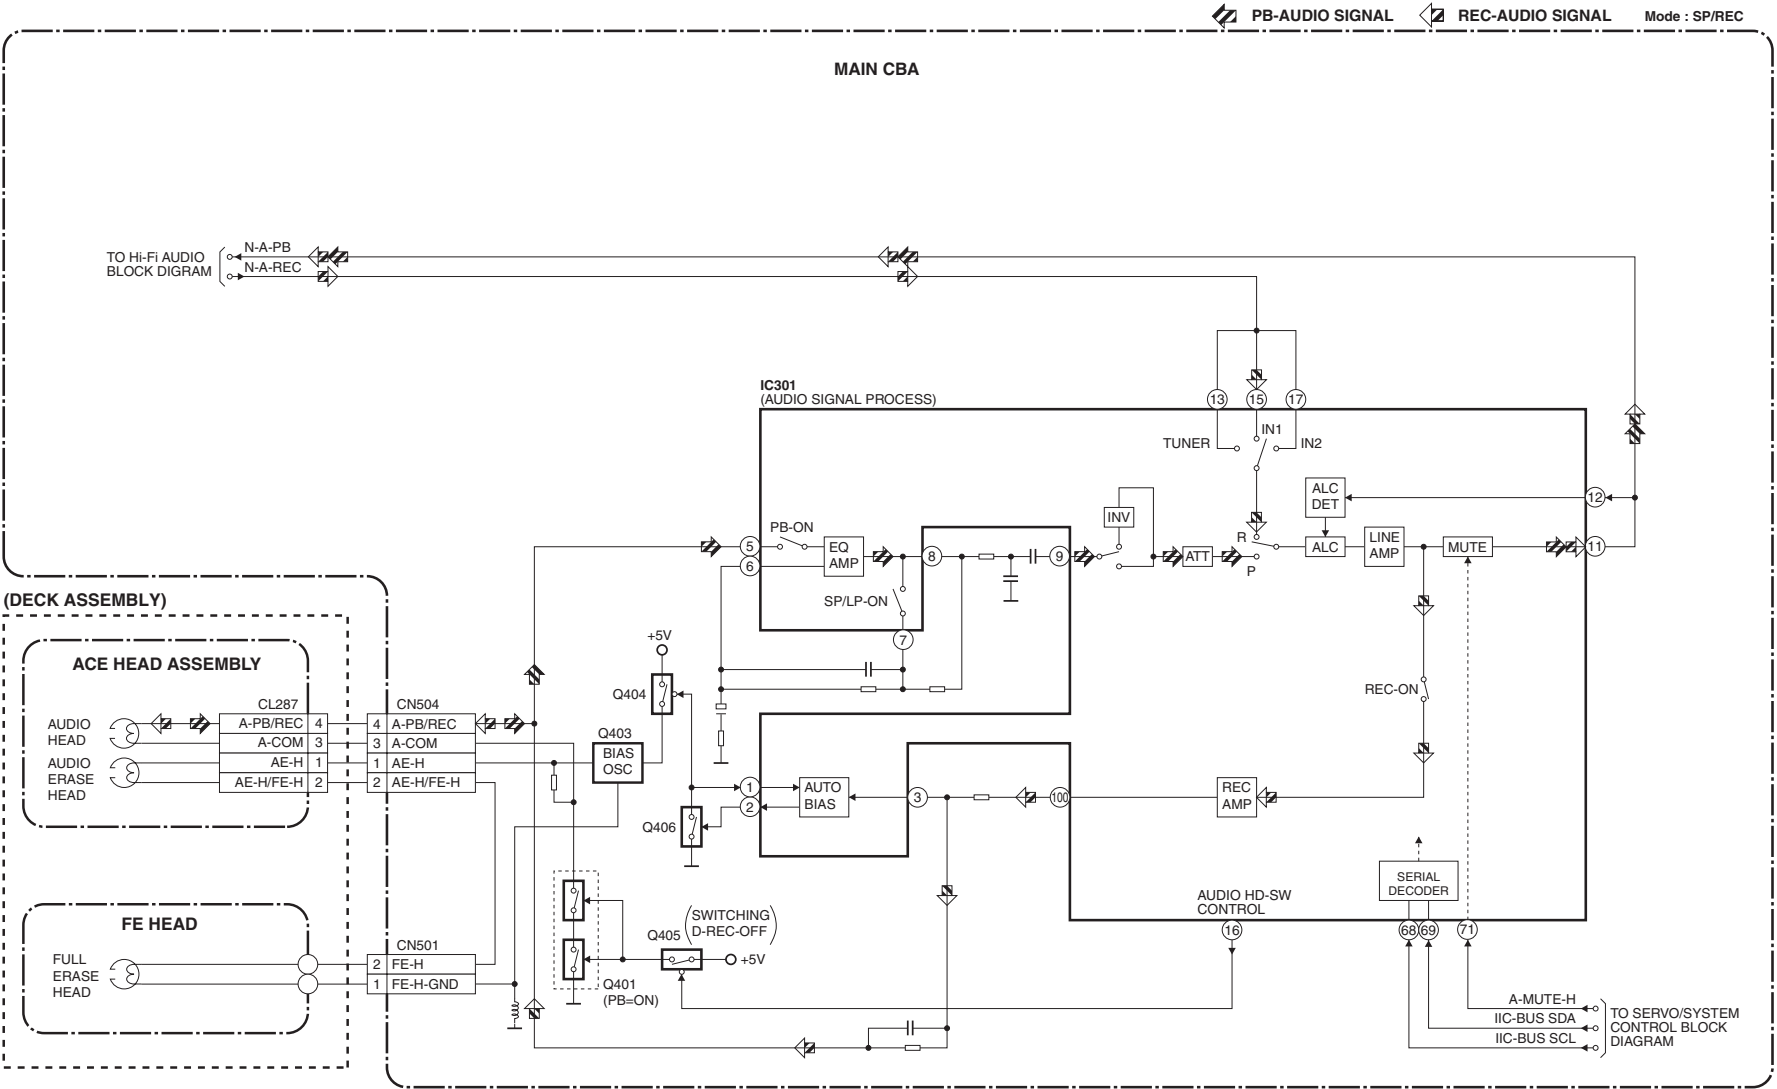 PB-AUDIO SIGNAL REC-AUDIO SIGNAL Mode : SP/REC
MAIN CBA
TO Hi-Fi AUDIO
BLOCK DIGRAM
N-A-PB
N-A-REC
IC301
(AUDIO SIGNAL PROCESS)
13 15 17
TUNER
IN1
IN2
ALC
DET
12
INV
PB-ON
5
6
EQ
AMP
8
9
ATT
R
P
ALC
LINE
AMP
MUTE
11
SP/LP-ON
7
REC-ON
(DECK ASSEMBLY)
ACE HEAD ASSEMBLY
CL287
CN504
AUDIO
HEAD
A-PB/REC 4
4 A-PB/REC
A-COM 3
3 A-COM
AUDIO
ERASE
HEAD
AE-H 1
1 AE-H
AE-H/FE-H 2
2 AE-H/FE-H
+5V
Q404
Q403
BIAS
OSC
Q406
1
2
AUTO
BIAS
3
100
REC
AMP
SERIAL
DECODER
AUDIO HD-SW
CONTROL
16
68 69 71
FE HEAD
FULL
ERASE
HEAD
CN501
2 FE-H
1 FE-H-GND
Q401
(PB=ON)
Q405
(SWITCHING
D-REC-OFF)
+5V
A-MUTE-H
IIC-BUS SDA
IIC-BUS SCL
TO SERVO/SYSTEM
CONTROL BLOCK
DIAGRAM